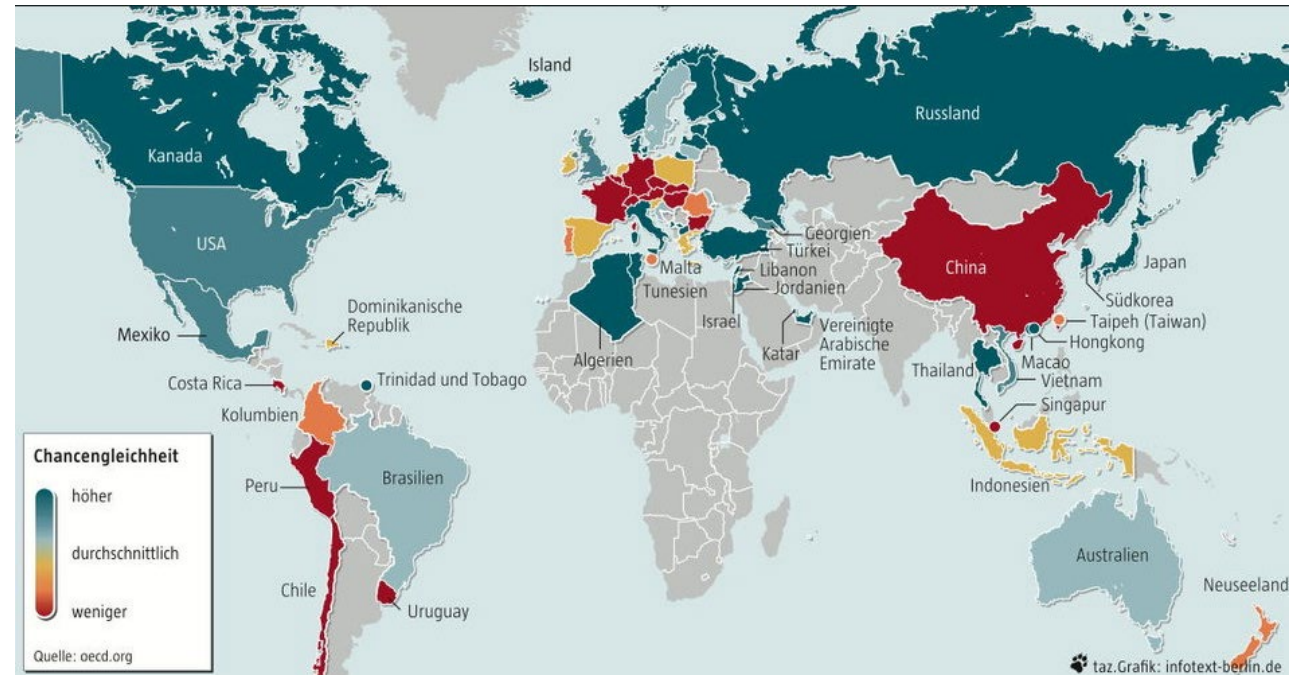 Island
Russland
Kanada
USA
Georgien
Türkei
Malta
Libanon
Tunesien
Jordanien
Israel
China
Japan
Südkorea
Taipeh (Taiwan)
Hongkong
Macao
Mexiko
Dominikanische
Republik
Algerien
Katar
Vereinigte
Arabische
Emirate
Thailand
Vietnam
Singapur
Costa Rica
Trinidad und Tobago
Kolumbien
Peru
Brasilien
Indonesien
Australien
Neuseeland
Chile
Uruguay
Chancengleichheit
höher
durchschnittlich
weniger
Quelle: oecd.org
taz.Grafik: infotext-berlin.de